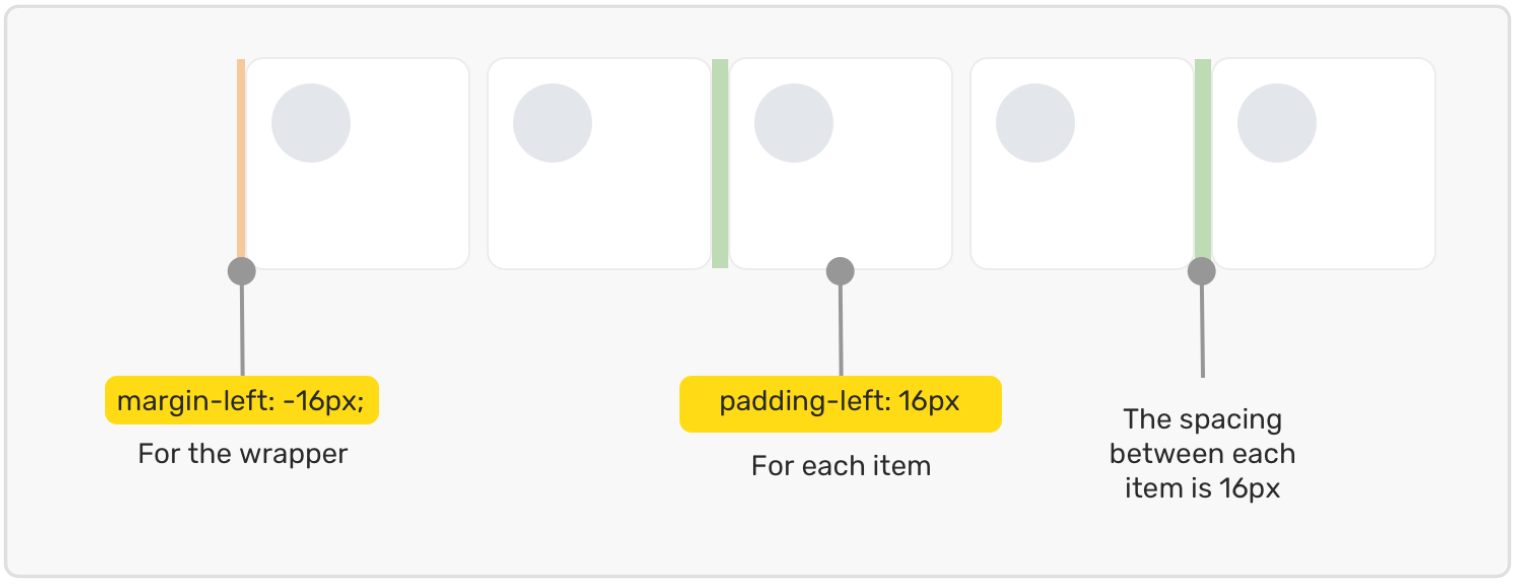 margin-left: -16px;
For the wrapper
padding-left: 16px
For each item
The spacing
between each
item is 16px